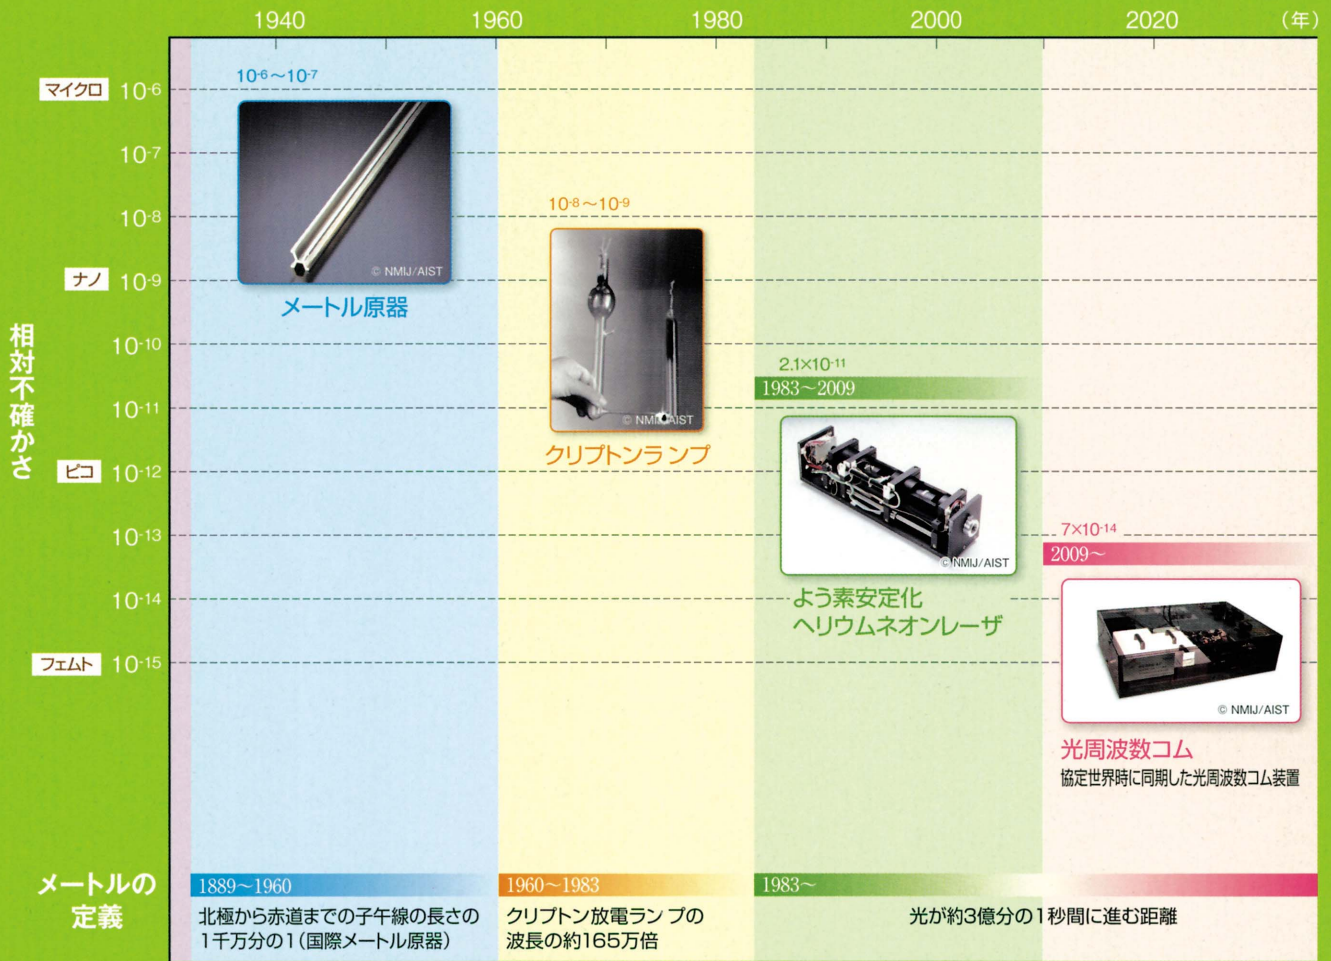 1940
1960
1980
2000
2020
(年)
マイクロ 10-6
10-7
10-8
ナノ 10-9
10-10
10-11
ピコ 10-12
10-13
10-14
フェムト 10-15
相対不確かさ
10-6～10-7
© NMIJ/AIST
メートル原器
10-8～10-9
© NMIJ/AIST
クリプトンランプ
2.1×10-11
1983～2009
© NMIJ/AIST
よう素安定化
ヘリウムネオンレーザ
7×10-14
2009～
© NMIJ/AIST
光周波数コム
協定世界時に同期した光周波数コム装置
メートルの
定義
1889～1960
北極から赤道までの子午線の長さの
1千万分の1(国際メートル原器)
1960～1983
クリプトン放電ランプの
波長の約165万倍
1983～
光が約3億分の1秒間に進む距離